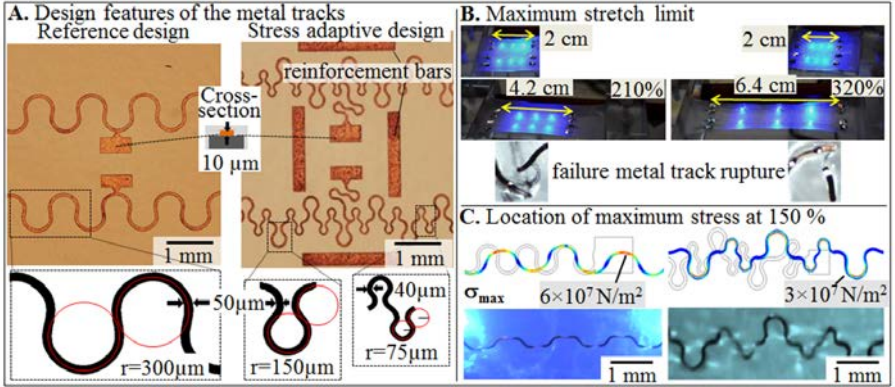 A. Design features of the metal tracks
Reference design
Stress adaptive design
reinforcement bars
Cross-
section
10 µm
1 mm
1 mm
50µm
40µm
r=300µm
r=150µm
r=75µm
B. Maximum stretch limit
2 cm
2 cm
4.2 cm
210%
6.4 cm
320%
failure metal track rupture
C. Location of maximum stress at 150 %
σmax
6×10⁷N/m²
3×10⁷N/m²
1 mm
1 mm